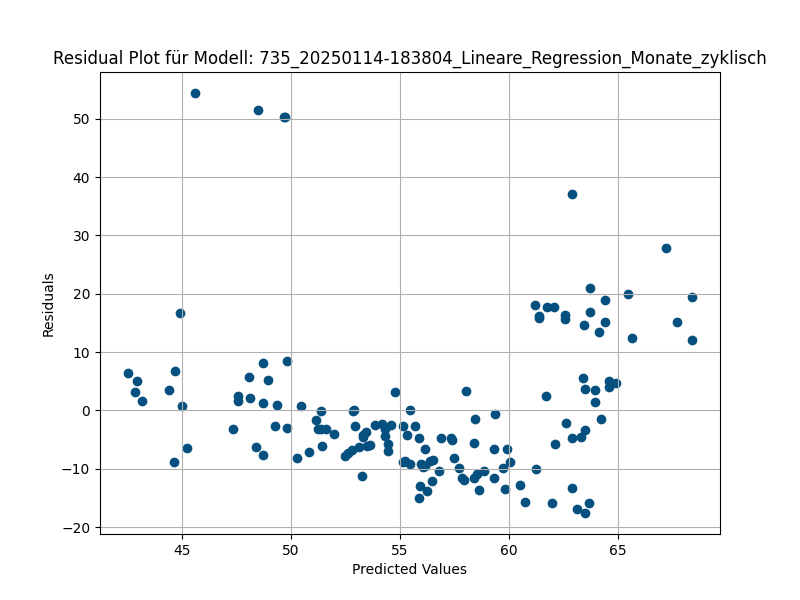 Residual Plot für Modell: 735_20250114-183804_Lineare_Regression_Monate_zyklisch
Residuals
50
40
30
20
10
0
−10
−20
45 50 55 60 65
Predicted Values